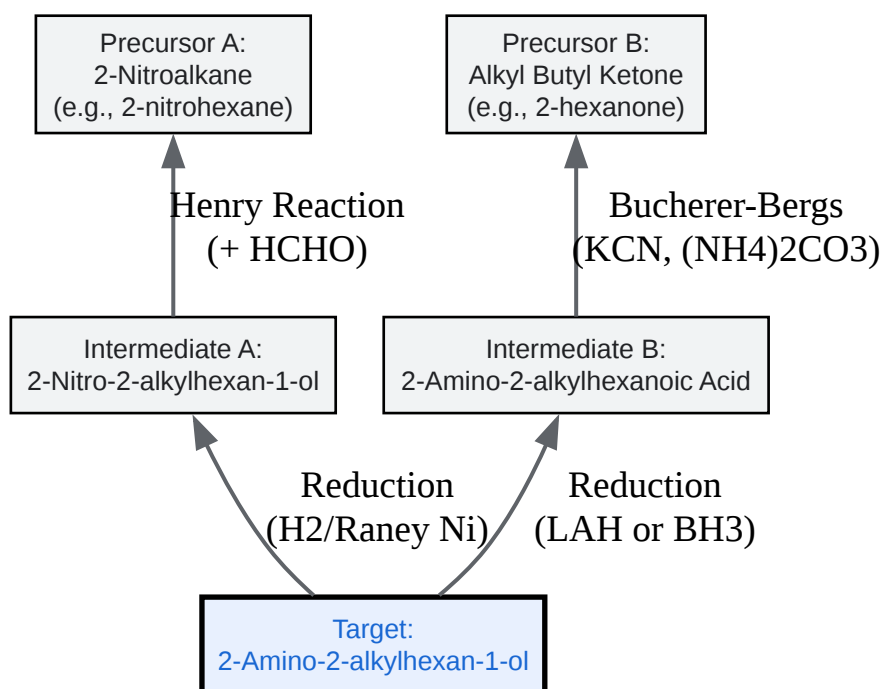 Precursor A:
2-Nitroalkane
(e.g., 2-nitrohexane)
Precursor B:
Alkyl Butyl Ketone
(e.g., 2-hexanone)
Henry Reaction
(+ HCHO)
Bucherer-Bergs
(KCN, (NH4)2CO3)
Intermediate A:
2-Nitro-2-alkylhexan-1-ol
Intermediate B:
2-Amino-2-alkylhexanoic Acid
Reduction
(H2/Raney Ni)
Reduction
(LAH or BH3)
Target:
2-Amino-2-alkylhexan-1-ol